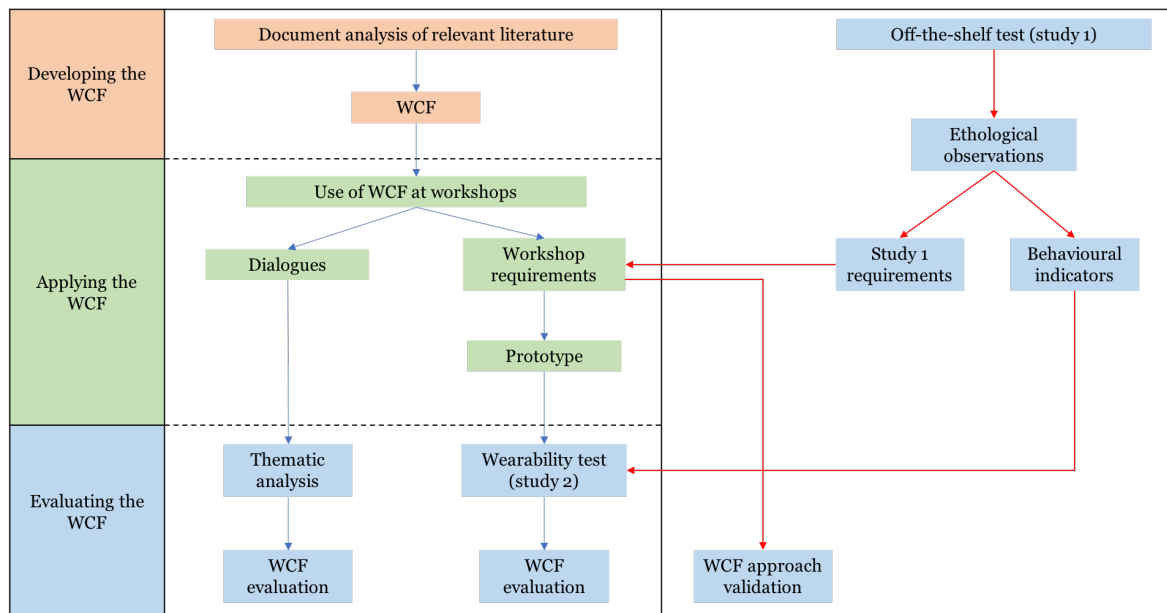 Developing the
WCF
Document analysis of relevant literature
WCF
Off-the-shelf test (study 1)
Ethological
observations
Applying the
WCF
Use of WCF at workshops
Dialogues
Workshop
requirements
Prototype
Study 1
requirements
Behavioural
indicators
Evaluating the
WCF
Thematic
analysis
Wearability test
(study 2)
WCF
evaluation
WCF
evaluation
WCF approach
validation